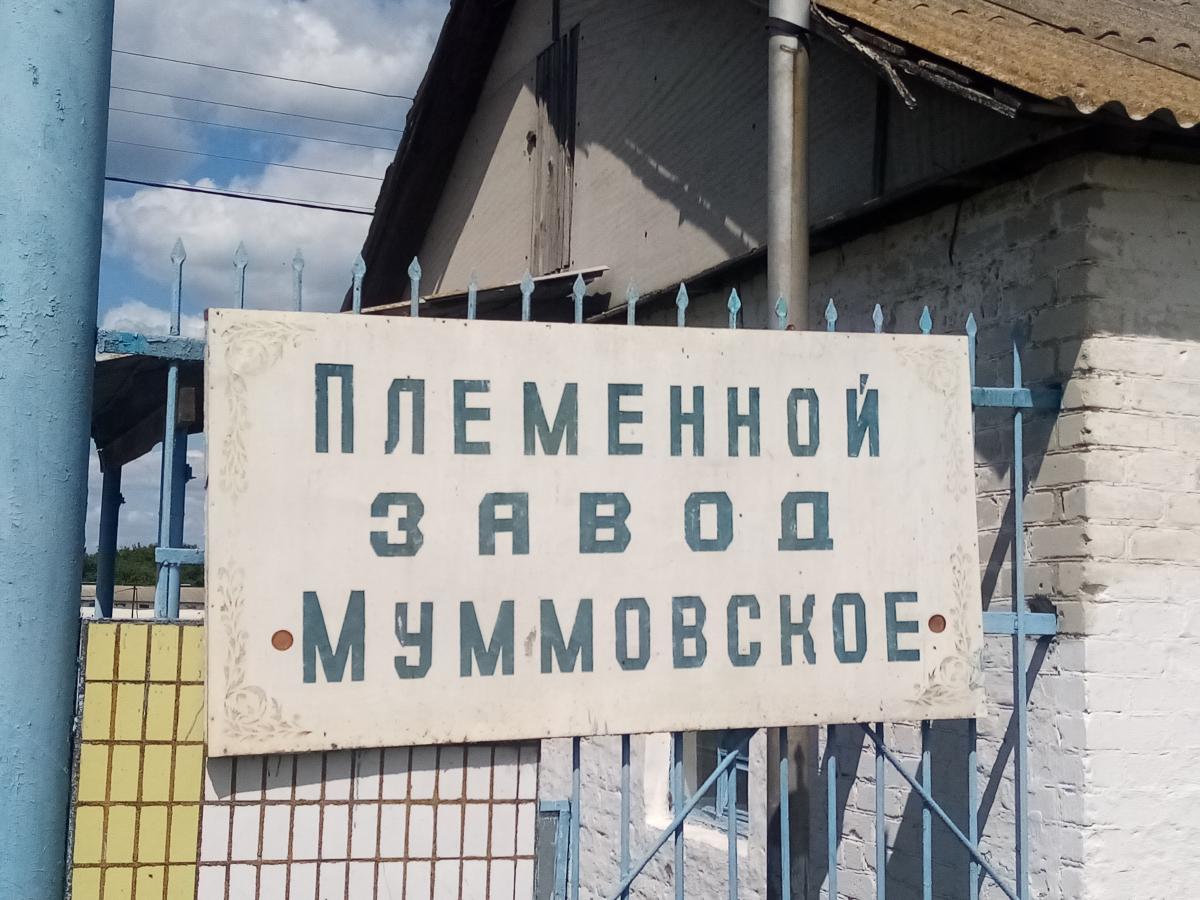 Племенной
завод
Муммовское